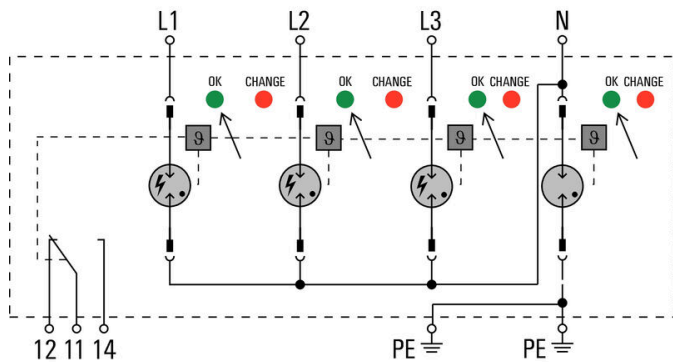 L1 L2 L3 N
OK CHANGE OK CHANGE OK CHANGE OK CHANGE
ϑ ϑ ϑ ϑ
12 11 14 PE PE